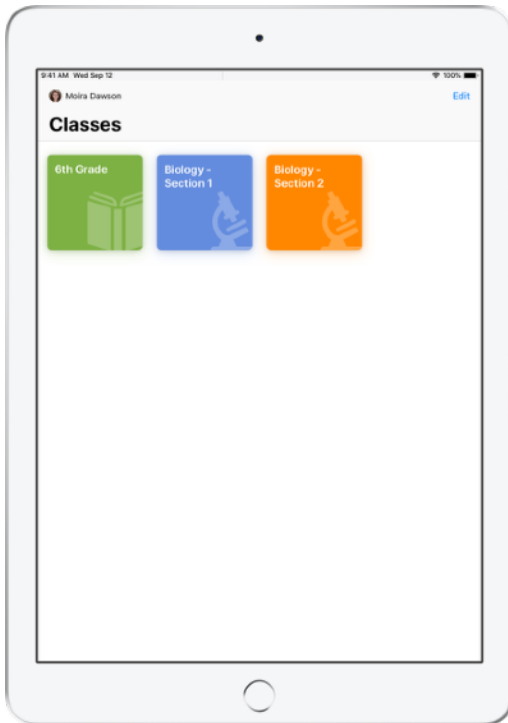 9:41 AM Wed Sep 12
100%
Moira Dawson
Edit
Classes
6th Grade
Biology -
Section 1
Biology -
Section 2